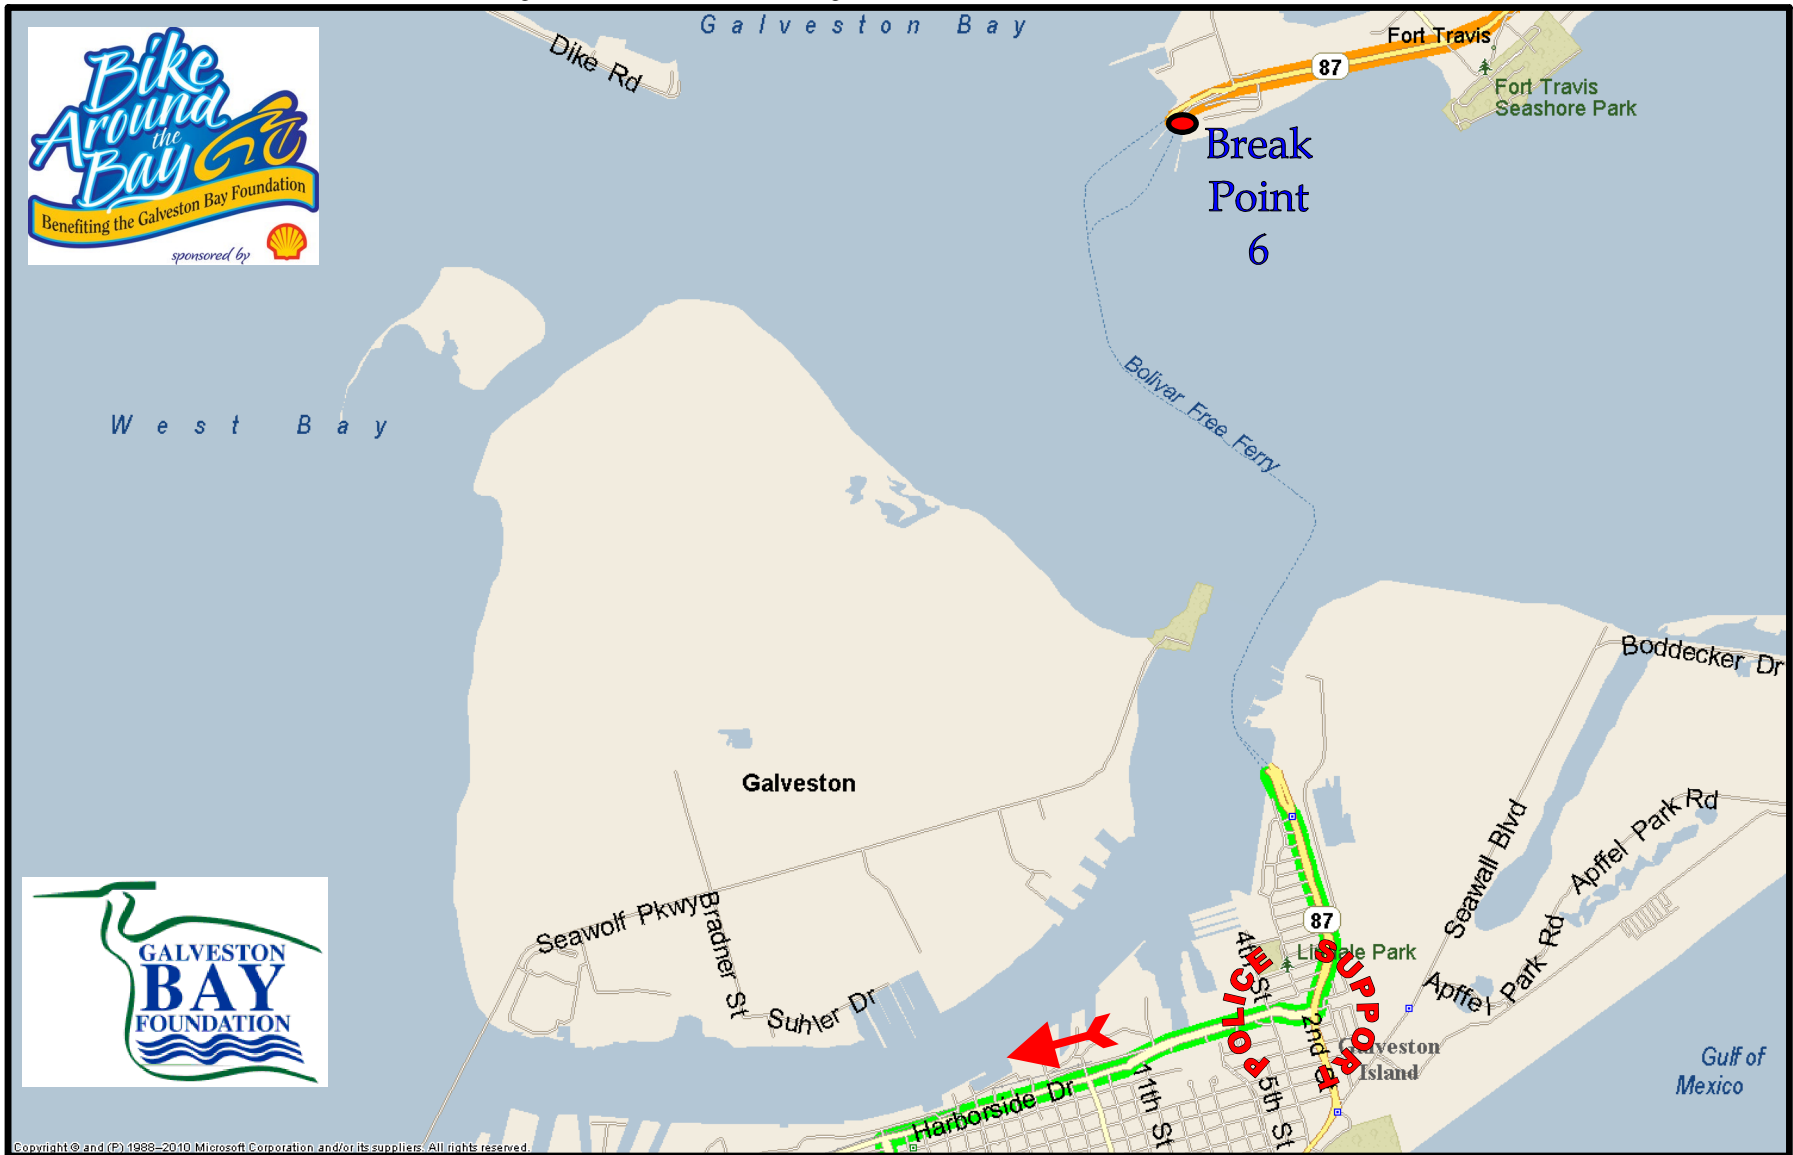 Galveston Bay
Dike Rd
Bike
Around
the
Bay
Benefiting the Galveston Bay Foundation
sponsored by
Fort Travis
87
Fort Travis
Seashore Park
Break
Point
6
Bolivar Free Ferry
West Bay
Boddecker Dr
Galveston
Seawall Blvd
Apffel Park Rd
Seawolf Pkwy
Bradner St
Suhler Dr
GALVESTON
BAY
FOUNDATION
87
4th St
POLICE SUPPORT
Apffel Park Rd
2nd St
Galveston
Island
Gulf of
Mexico
Harborside Dr
11th St
5th St
Copyright © and (P) 1988–2010 Microsoft Corporation and/or its suppliers. All rights reserved.